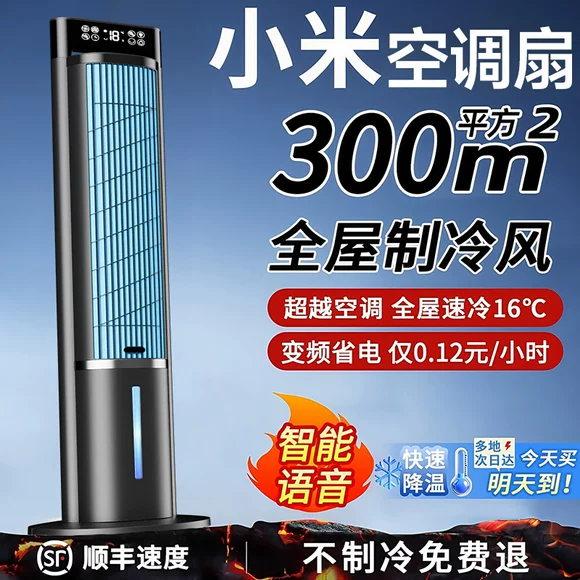 小米空调扇
300m²
平方
全屋制冷风
超越空调 全屋速冷16℃
变频省电 仅0.12元/小时
智能
语音
快速
降温
多地
次日达
今天买
明天到!
18
SF 顺丰速度
不制冷免费退